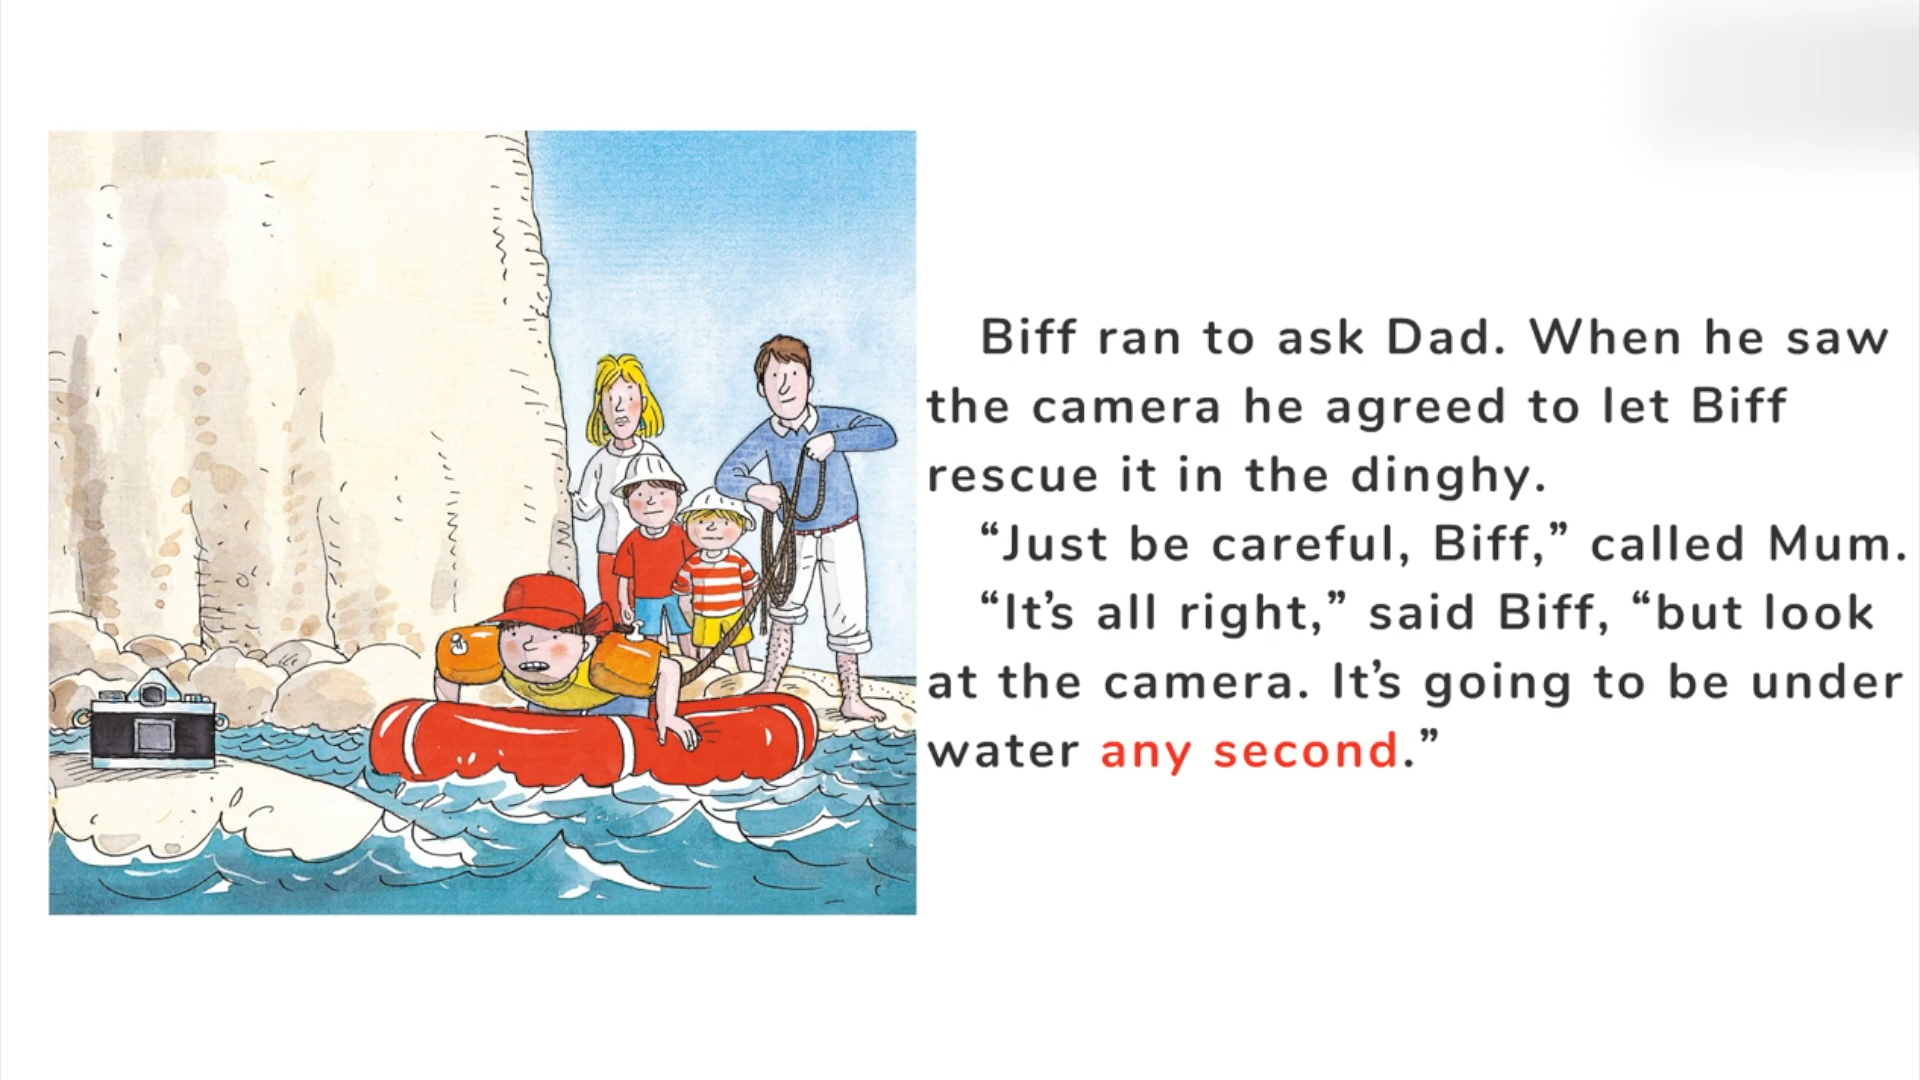 Biff ran to ask Dad. When he saw
the camera he agreed to let Biff
rescue it in the dinghy.
“Just be careful, Biff,” called Mum.
“It’s all right,” said Biff, “but look
at the camera. It’s going to be under
water any second.”